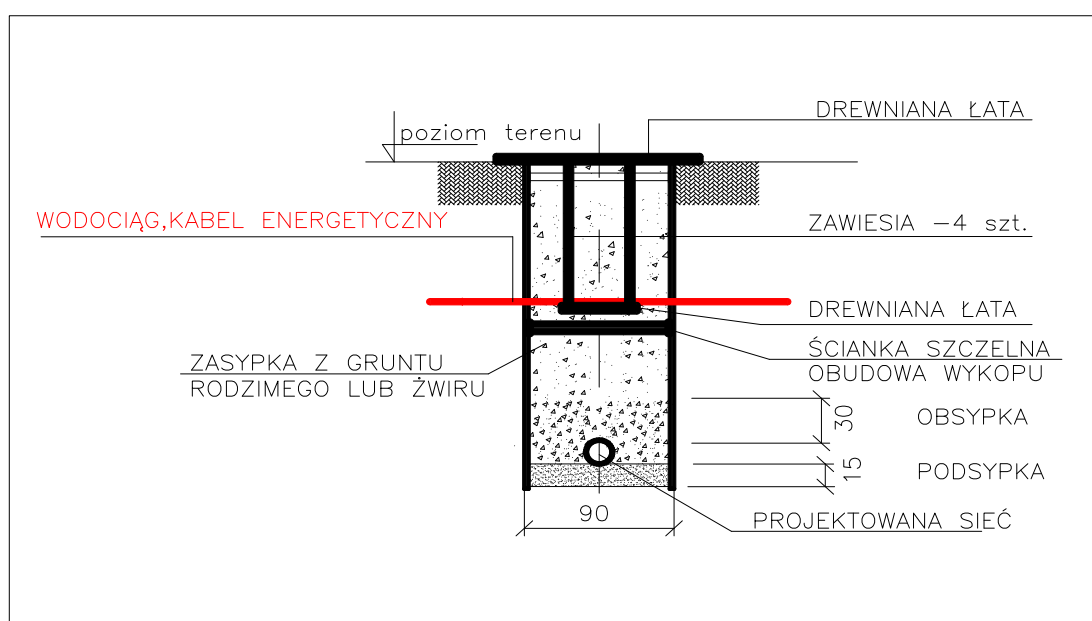 DREWNIANA ŁATA
poziom terenu
WODOCIĄG,KABEL ENERGETYCZNY
ZAWIESIA -4 szt.
DREWNIANA ŁATA
ŚCIANKA SZCZELNA
OBUDOWA WYKOPU
ZASYPKA Z GRUNTU
RODZIMEGO LUB ŻWIRU
30
OBSYPKA
15
PODSYPKA
90
PROJEKTOWANA SIEĆ